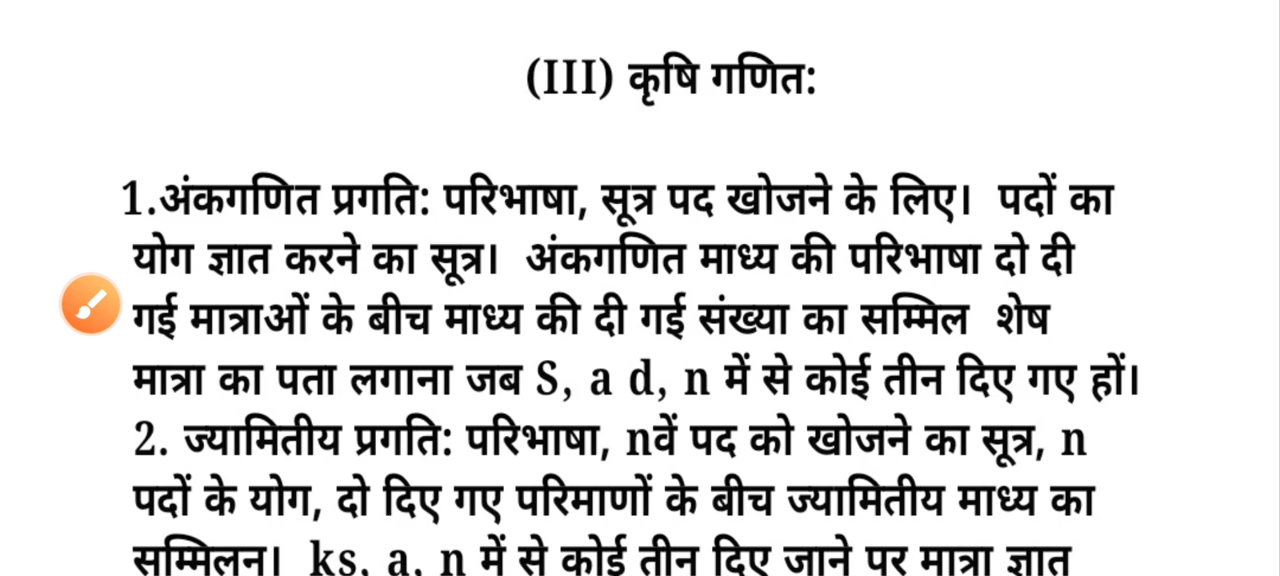 (III) कृषि गणित:
1.अंकगणित प्रगति: परिभाषा, सूत्र पद खोजने के लिए। पदों का
योग ज्ञात करने का सूत्र। अंकगणित माध्य की परिभाषा दो दी
गई मात्राओं के बीच माध्य की दी गई संख्या का सम्मिल शेष
मात्रा का पता लगाना जब S, a d, n में से कोई तीन दिए गए हों।
2. ज्यामितीय प्रगति: परिभाषा, nवें पद को खोजने का सूत्र, n
पदों के योग, दो दिए गए परिमाणों के बीच ज्यामितीय माध्य का
सम्मिलन। ks, a, n में से कोई तीन दिए जाने पर मात्रा ज्ञात